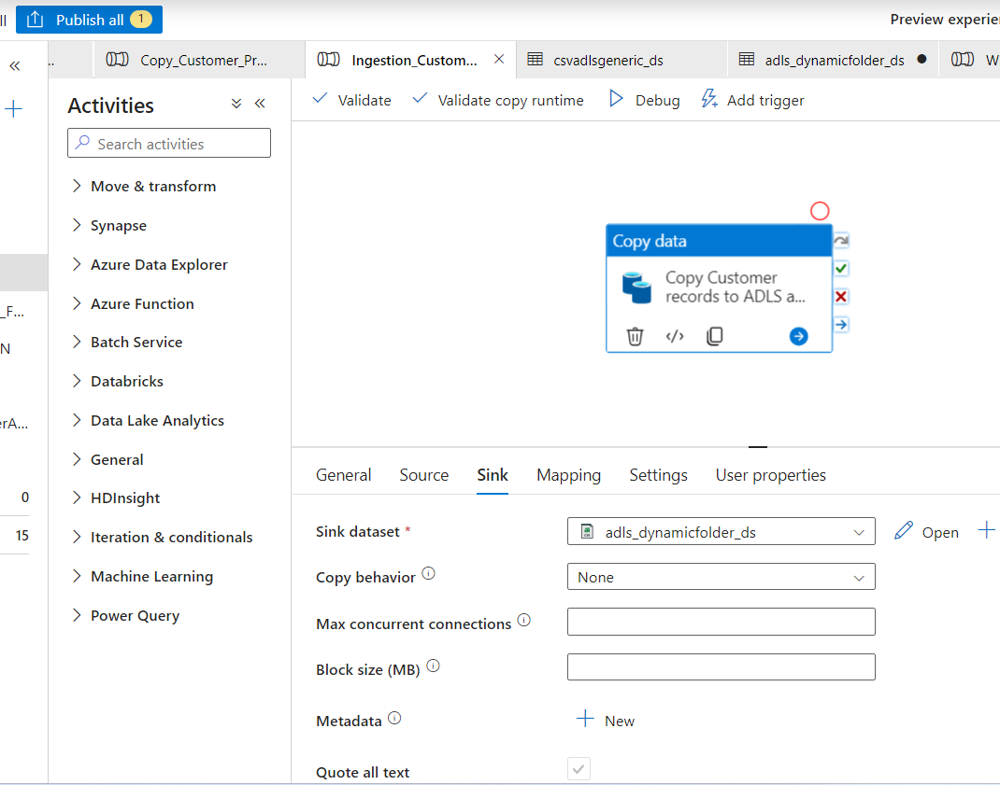 ll
Publish all 1
Preview experie
..
Copy_Customer_Pr...
Ingestion_Custom...
csvadlsgeneric_ds
adls_dynamicfolder_ds
W
_F...
N
erA...
0
15
Activities
Search activities
Move & transform
Synapse
Azure Data Explorer
Azure Function
Batch Service
Databricks
Data Lake Analytics
General
HDInsight
Iteration & conditionals
Machine Learning
Power Query
Validate
Validate copy runtime
Debug
Add trigger
Copy data
Copy Customer
records to ADLS a...
General
Source
Sink
Mapping
Settings
User properties
Sink dataset *
adls_dynamicfolder_ds
Open
Copy behavior
None
Max concurrent connections
Block size (MB)
Metadata
New
Quote all text